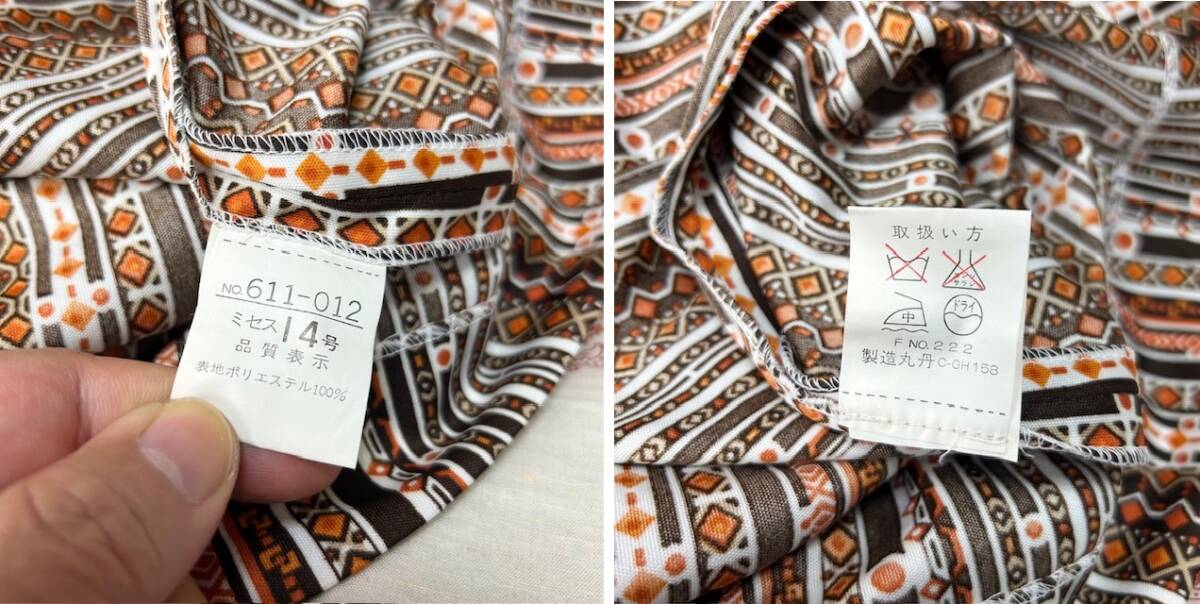 NO.611-012
ミセス14号
品質表示
表地ポリエステル100%
取扱い方
サラシ
中
ドライ
F NO.222
製造丸丹 C-GH158